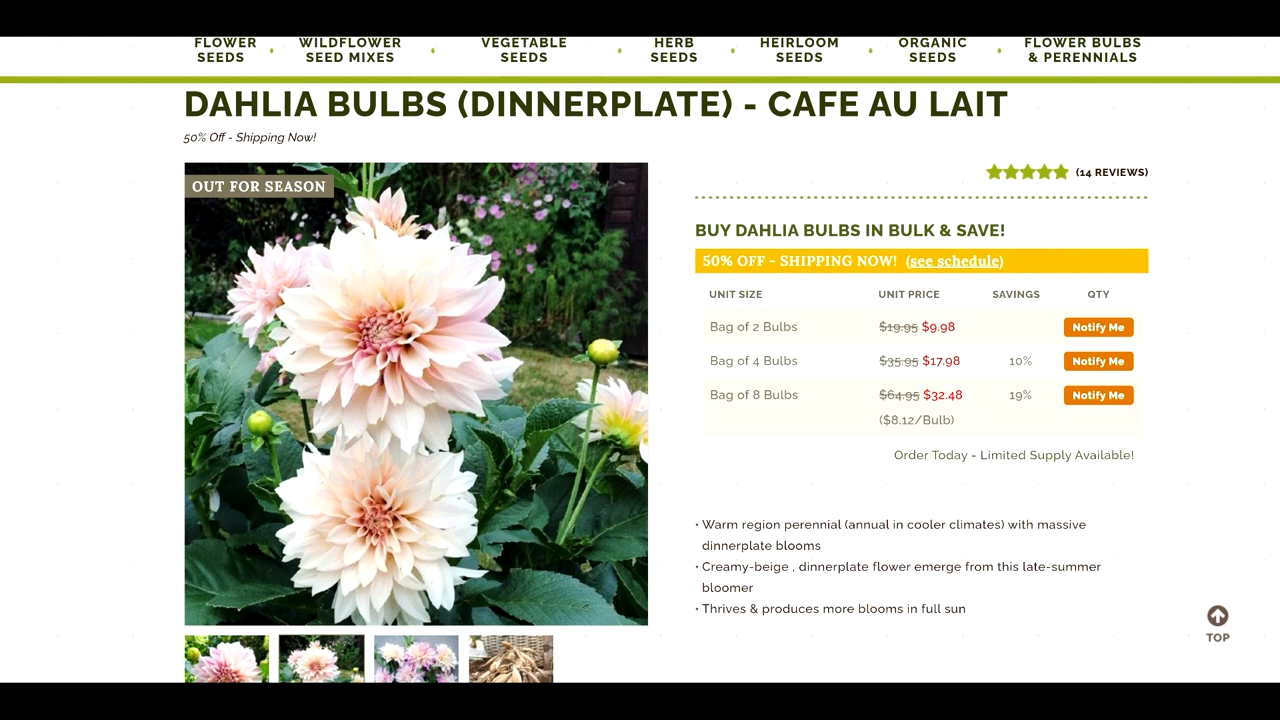 FLOWER SEEDS
WILDFLOWER SEED MIXES
VEGETABLE SEEDS
HERB SEEDS
HEIRLOOM SEEDS
ORGANIC SEEDS
FLOWER BULBS & PERENNIALS
DAHLIA BULBS (DINNERPLATE) - CAFE AU LAIT
50% Off - Shipping Now!
OUT FOR SEASON
(14 REVIEWS)
BUY DAHLIA BULBS IN BULK & SAVE!
50% OFF - SHIPPING NOW! (see schedule)
UNIT SIZE UNIT PRICE SAVINGS QTY
Bag of 2 Bulbs $19.95 $9.98 Notify Me
Bag of 4 Bulbs $35.95 $17.98 10% Notify Me
Bag of 8 Bulbs $64.95 $32.48 19% Notify Me
($8.12/Bulb)
Order Today - Limited Supply Available!
• Warm region perennial (annual in cooler climates) with massive
dinnerplate blooms
• Creamy-beige , dinnerplate flower emerge from this late-summer
bloomer
• Thrives & produces more blooms in full sun
TOP